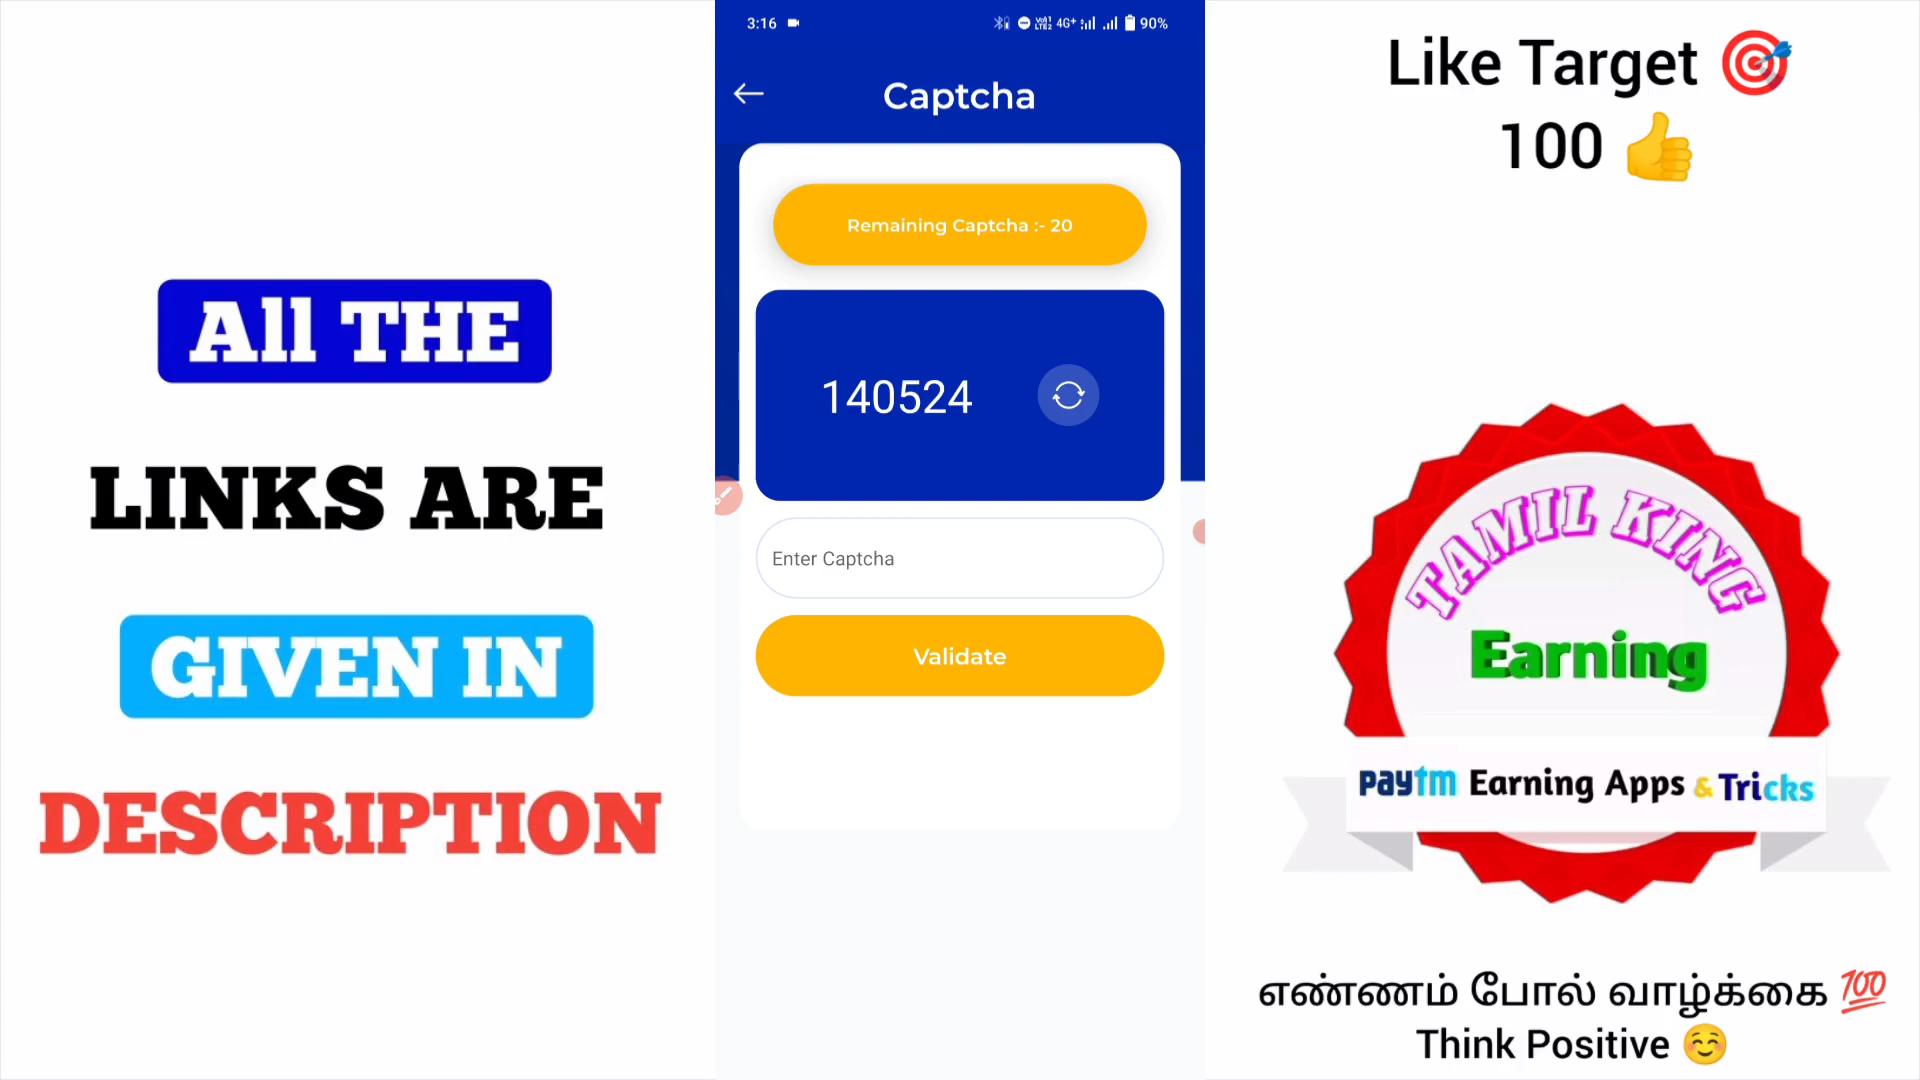 All THE
LINKS ARE
GIVEN IN
DESCRIPTION
3:16
4G+
90%
Captcha
Remaining Captcha :- 20
140524
Enter Captcha
Validate
Like Target 🎯
100 👍
TAMIL KING
Earning
paytm Earning Apps & Tricks
எண்ணம் போல் வாழ்க்கை 💯
Think Positive ☺️